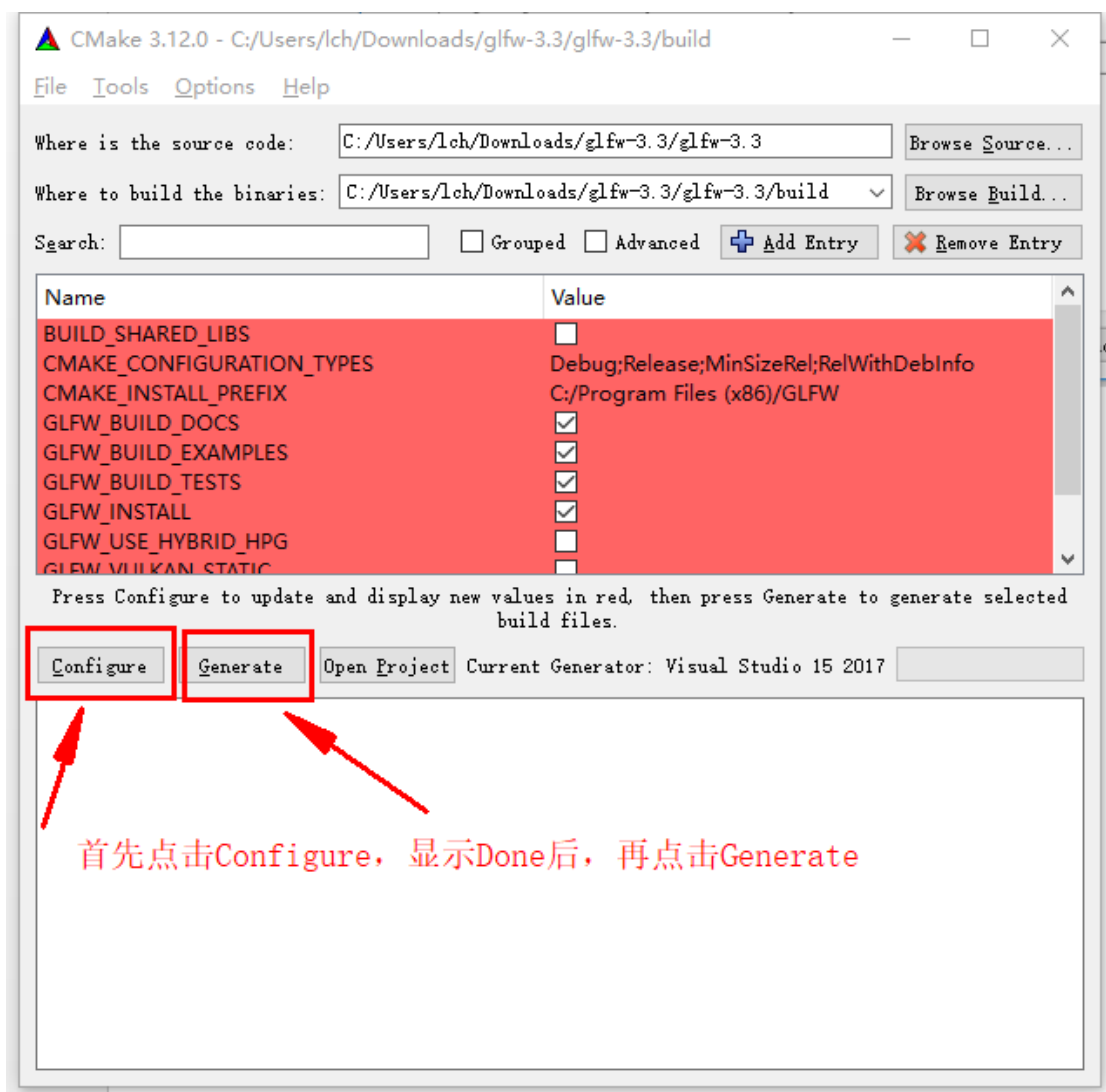 CMake 3.12.0 - C:/Users/lch/Downloads/glfw-3.3/glfw-3.3/build
File Tools Options Help
Where is the source code: C:/Users/lch/Downloads/glfw-3.3/glfw-3.3 Browse Source...
Where to build the binaries: C:/Users/lch/Downloads/glfw-3.3/glfw-3.3/build Browse Build...
Search: Grouped Advanced Add Entry Remove Entry
Name Value
BUILD_SHARED_LIBS
CMAKE_CONFIGURATION_TYPES Debug;Release;MinSizeRel;RelWithDebInfo
CMAKE_INSTALL_PREFIX C:/Program Files (x86)/GLFW
GLFW_BUILD_DOCS
GLFW_BUILD_EXAMPLES
GLFW_BUILD_TESTS
GLFW_INSTALL
GLFW_USE_HYBRID_HPG
GLFW_VULKAN_STATIC
Press Configure to update and display new values in red, then press Generate to generate selected
build files.
Configure Generate Open Project Current Generator: Visual Studio 15 2017
首先点击Configure，显示Done后，再点击Generate